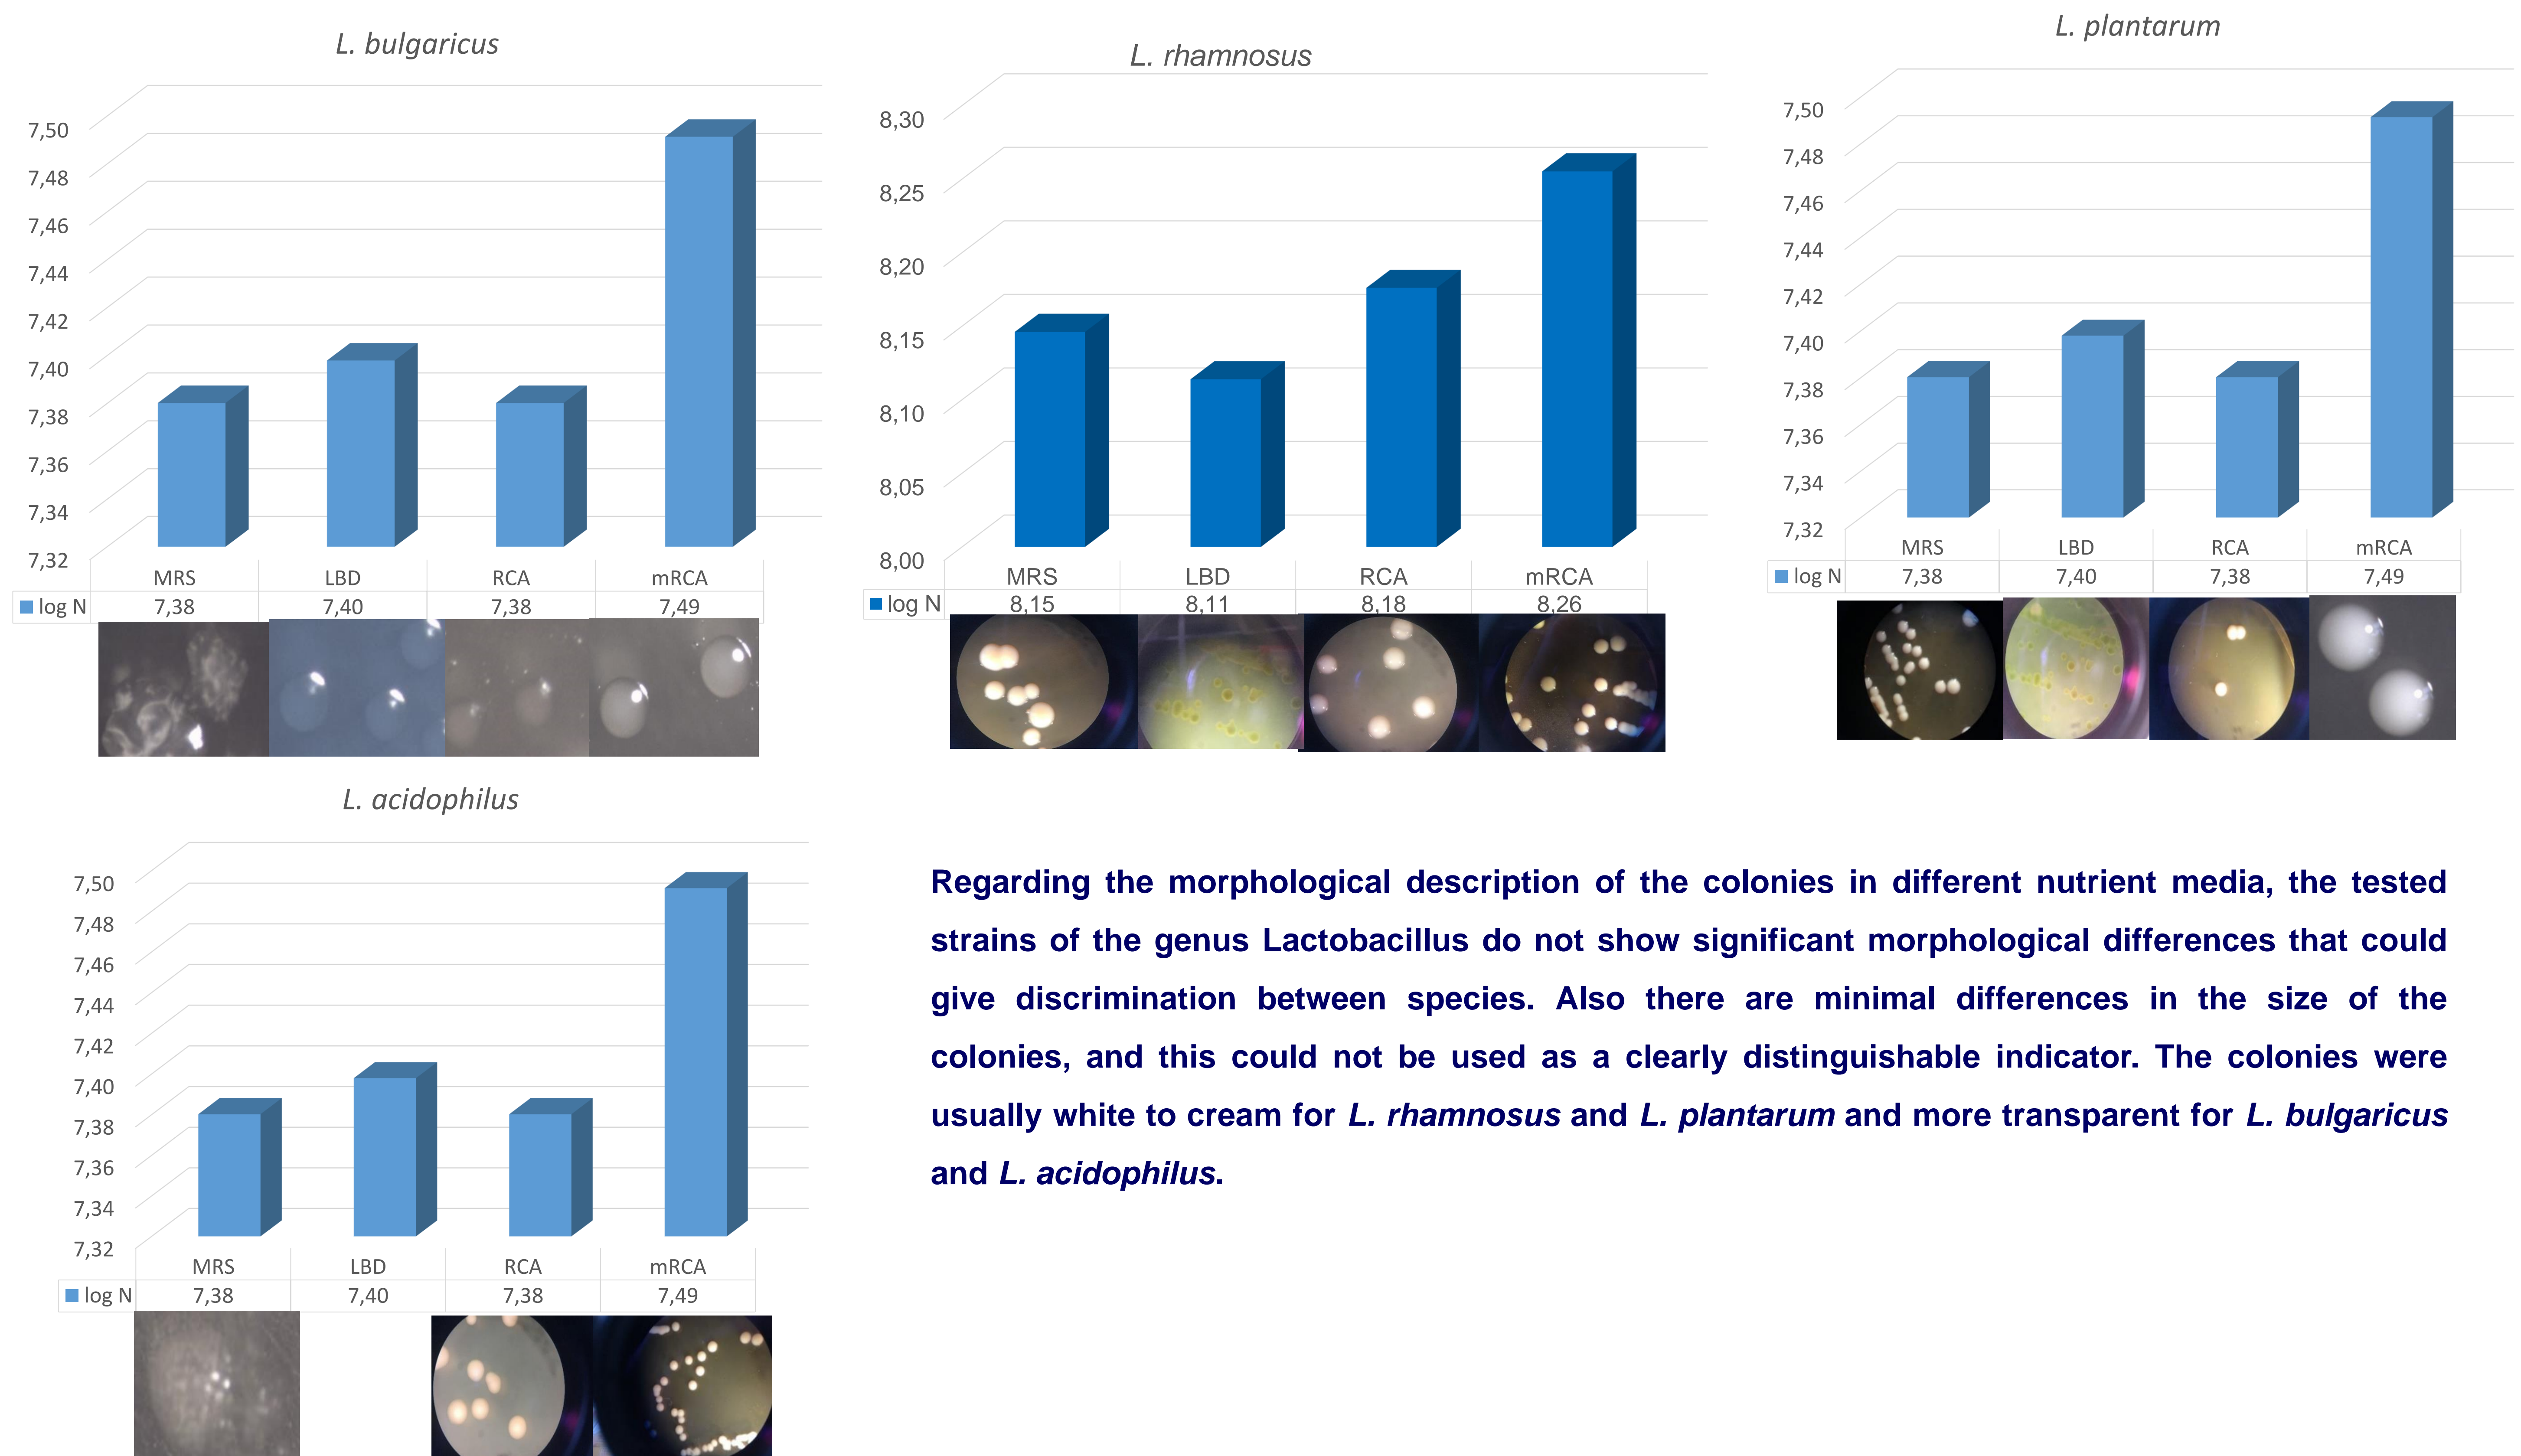 L. bulgaricus
7,50
7,48
7,46
7,44
7,42
7,40
7,38
7,36
7,34
7,32
MRS LBD RCA mRCA
log N 7,38 7,40 7,38 7,49
L. rhamnosus
8,30
8,25
8,20
8,15
8,10
8,05
8,00
MRS LBD RCA mRCA
log N 8,15 8,11 8,18 8,26
L. plantarum
7,50
7,48
7,46
7,44
7,42
7,40
7,38
7,36
7,34
7,32
MRS LBD RCA mRCA
log N 7,38 7,40 7,38 7,49
L. acidophilus
7,50
7,48
7,46
7,44
7,42
7,40
7,38
7,36
7,34
7,32
MRS LBD RCA mRCA
log N 7,38 7,40 7,38 7,49
Regarding the morphological description of the colonies in different nutrient media, the tested
strains of the genus Lactobacillus do not show significant morphological differences that could
give discrimination between species. Also there are minimal differences in the size of the
colonies, and this could not be used as a clearly distinguishable indicator. The colonies were
usually white to cream for L. rhamnosus and L. plantarum and more transparent for L. bulgaricus
and L. acidophilus.